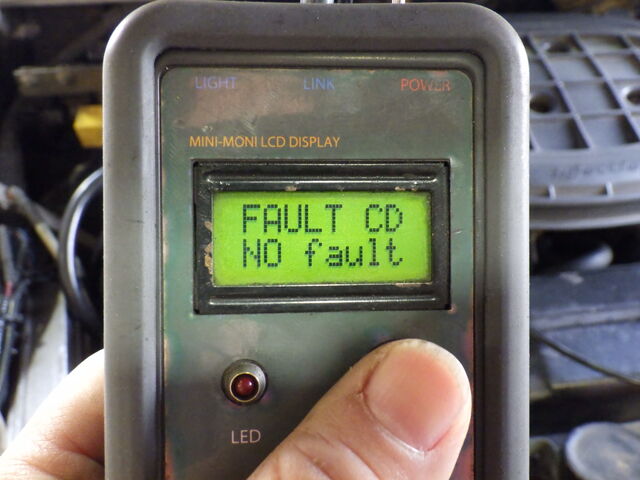 LIGHT LINK POWER
MINI-MONI LCD DISPLAY
FAULT CD
NO fault
LED